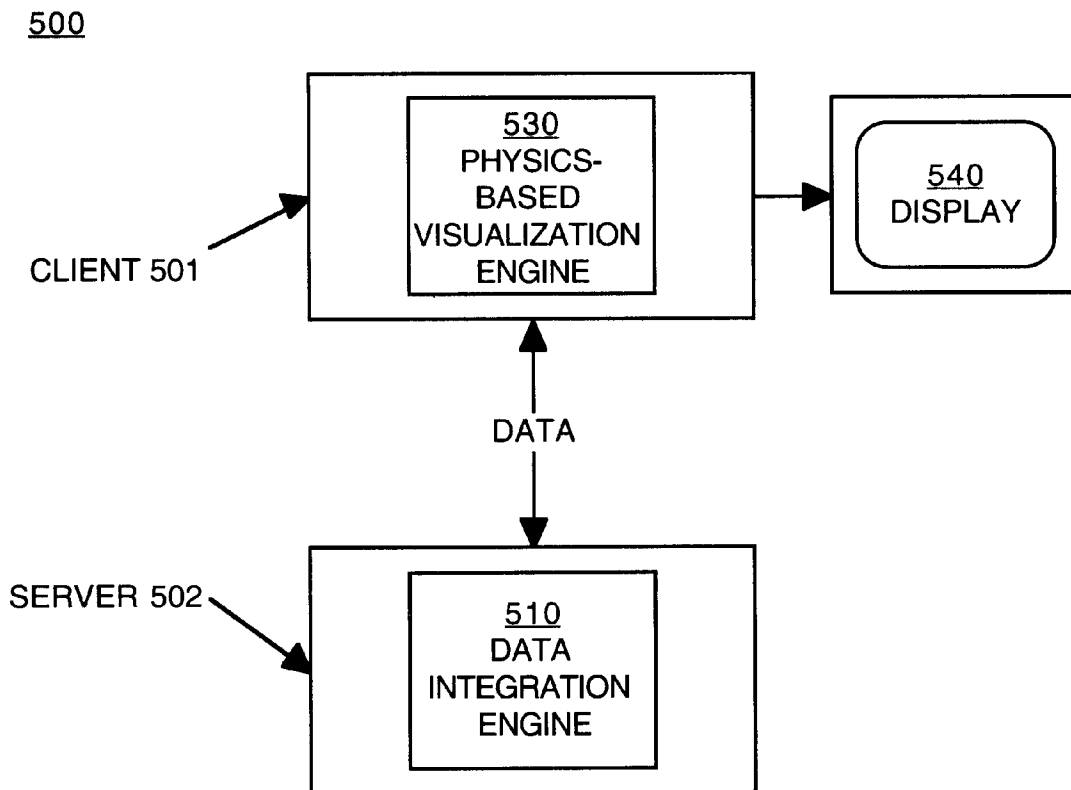 500
530
PHYSICS-
BASED
VISUALIZATION
ENGINE
540
DISPLAY
CLIENT 501
DATA
SERVER 502
510
DATA
INTEGRATION
ENGINE